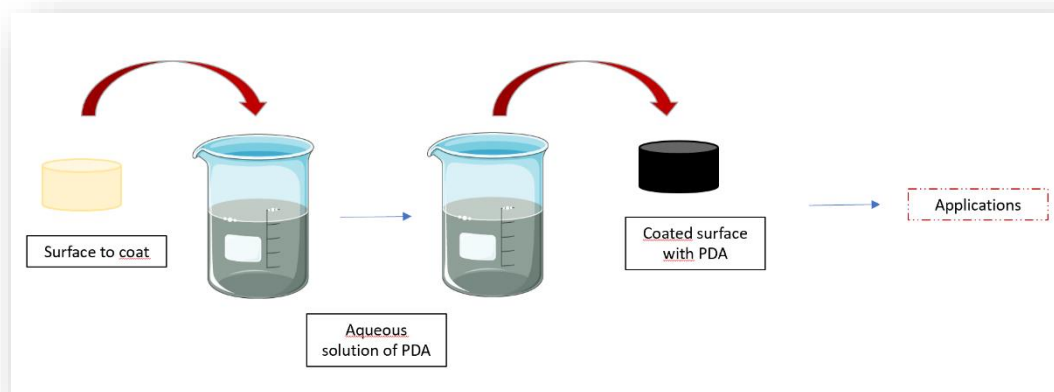 Surface to coat
Aqueous
solution of PDA
Coated surface
with PDA
Applications